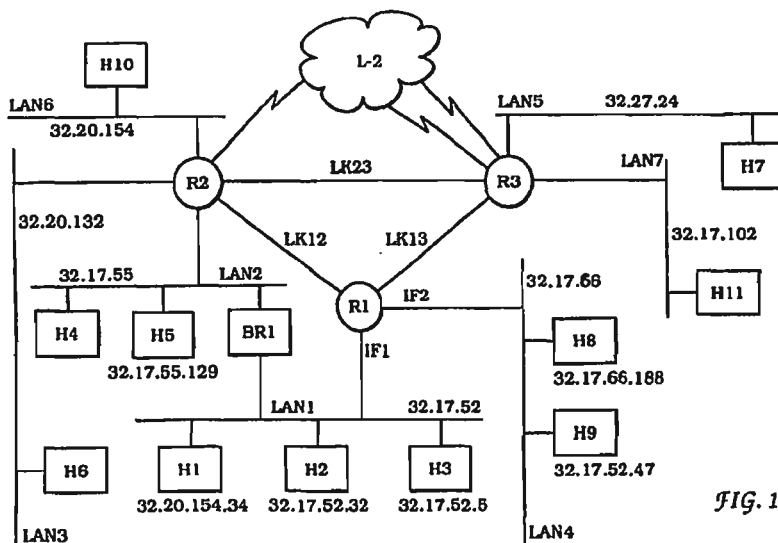 H10
L-2
LAN6
LAN5
32.27.24
32.20.154
R2
LK23
R3
LAN7
H7
32.20.132
LK12
LK13
32.17.102
32.17.55
LAN2
32.17.66
H11
R1
IF2
H4
H5
BR1
H8
IF1
32.17.55.129
32.17.66.188
LAN1
32.17.52
H6
H1
H2
H3
H9
32.20.154.34
32.17.52.32
32.17.52.5
32.17.52.47
FIG. 1
LAN3
LAN4